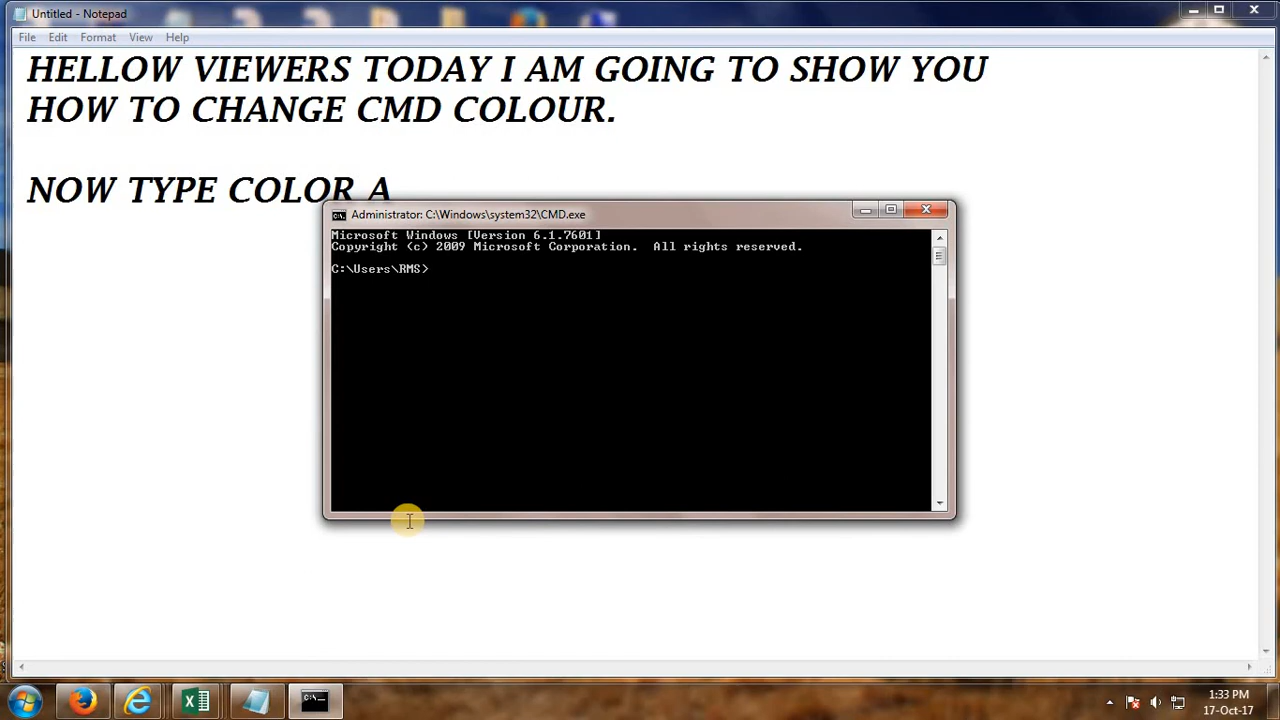 Untitled - Notepad
File Edit Format View Help
HELLOW VIEWERS TODAY I AM GOING TO SHOW YOU
HOW TO CHANGE CMD COLOUR.
NOW TYPE COLOR A
Administrator: C:\Windows\system32\CMD.exe
Microsoft Windows [Version 6.1.7601]
Copyright (c) 2009 Microsoft Corporation.  All rights reserved.
C:\Users\RMS>
1:33 PM
17-Oct-17